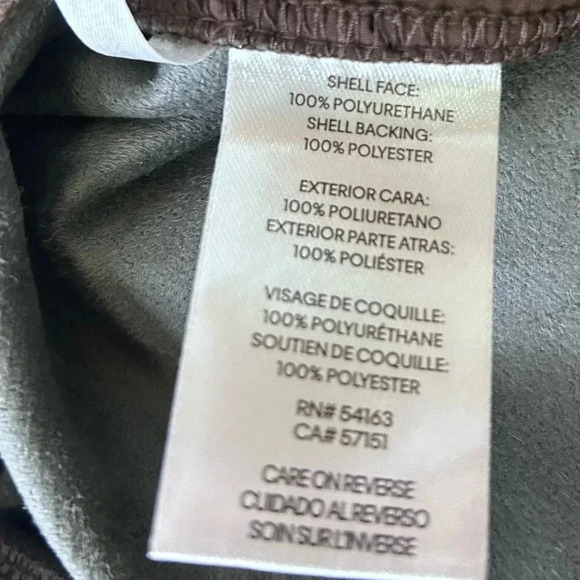 SHELL FACE:
100% POLYURETHANE
SHELL BACKING:
100% POLYESTER
EXTERIOR CARA:
100% POLIURETANO
EXTERIOR PARTE ATRAS:
100% POLIÉSTER
VISAGE DE COQUILLE:
100% POLYURÉTHANE
SOUTIEN DE COQUILLE:
100% POLYESTER
RN# 54163
CA# 57151
CARE ON REVERSE
CUIDADO AL REVERSO
SOIN SUR L'INVERSE